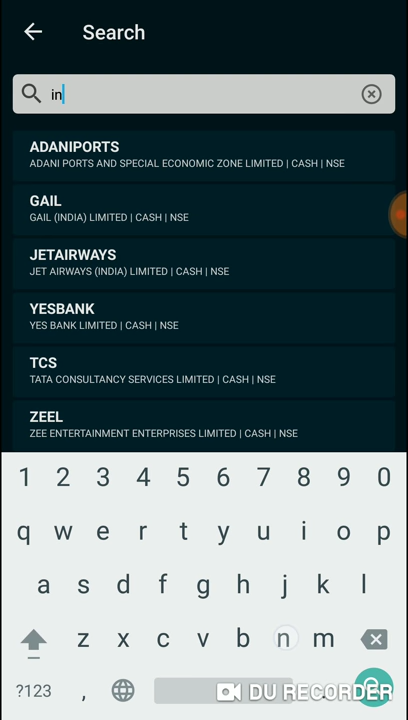 Search
in
ADANIPORTS
ADANI PORTS AND SPECIAL ECONOMIC ZONE LIMITED | CASH | NSE
GAIL
GAIL (INDIA) LIMITED | CASH | NSE
JETAIRWAYS
JET AIRWAYS (INDIA) LIMITED | CASH | NSE
YESBANK
YES BANK LIMITED | CASH | NSE
TCS
TATA CONSULTANCY SERVICES LIMITED | CASH | NSE
ZEEL
ZEE ENTERTAINMENT ENTERPRISES LIMITED | CASH | NSE
1 2 3 4 5 6 7 8 9 0
q w e r t y u i o p
a s d f g h j k l
z x c v b n m
?123 , .
DU RECORDER